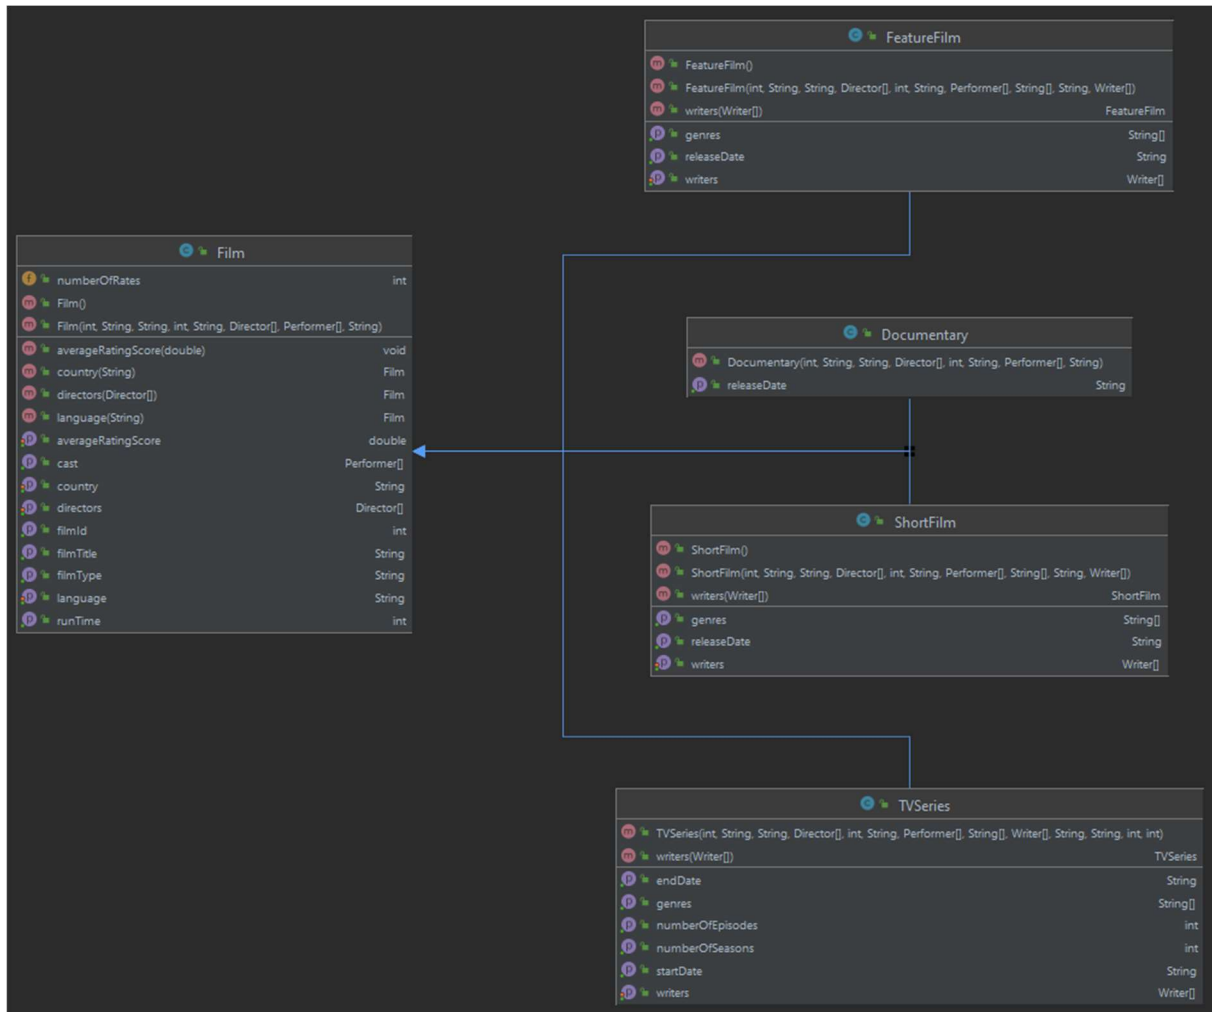 FeatureFilm
FeatureFilm()
FeatureFilm(int, String, String, Director[], int, String, Performer[], String[], String, Writer[])
writers(Writer[]) FeatureFilm
genres String[]
releaseDate String
writers Writer[]
Film
numberOfRates int
Film()
Film(int, String, String, int, String, Director[], Performer[], String)
averageRatingScore(double) void
country(String) Film
directors(Director[]) Film
language(String) Film
averageRatingScore double
cast Performer[]
country String
directors Director[]
filmId int
filmTitle String
filmType String
language String
runTime int
Documentary
Documentary(int, String, String, Director[], int, String, Performer[], String)
releaseDate String
ShortFilm
ShortFilm()
ShortFilm(int, String, String, Director[], int, String, Performer[], String[], String, Writer[])
writers(Writer[]) ShortFilm
genres String[]
releaseDate String
writers Writer[]
TVSeries
TVSeries(int, String, String, Director[], int, String, Performer[], String[], Writer[], String, String, int, int)
writers(Writer[]) TVSeries
endDate String
genres String[]
numberOfEpisodes int
numberOfSeasons int
startDate String
writers Writer[]